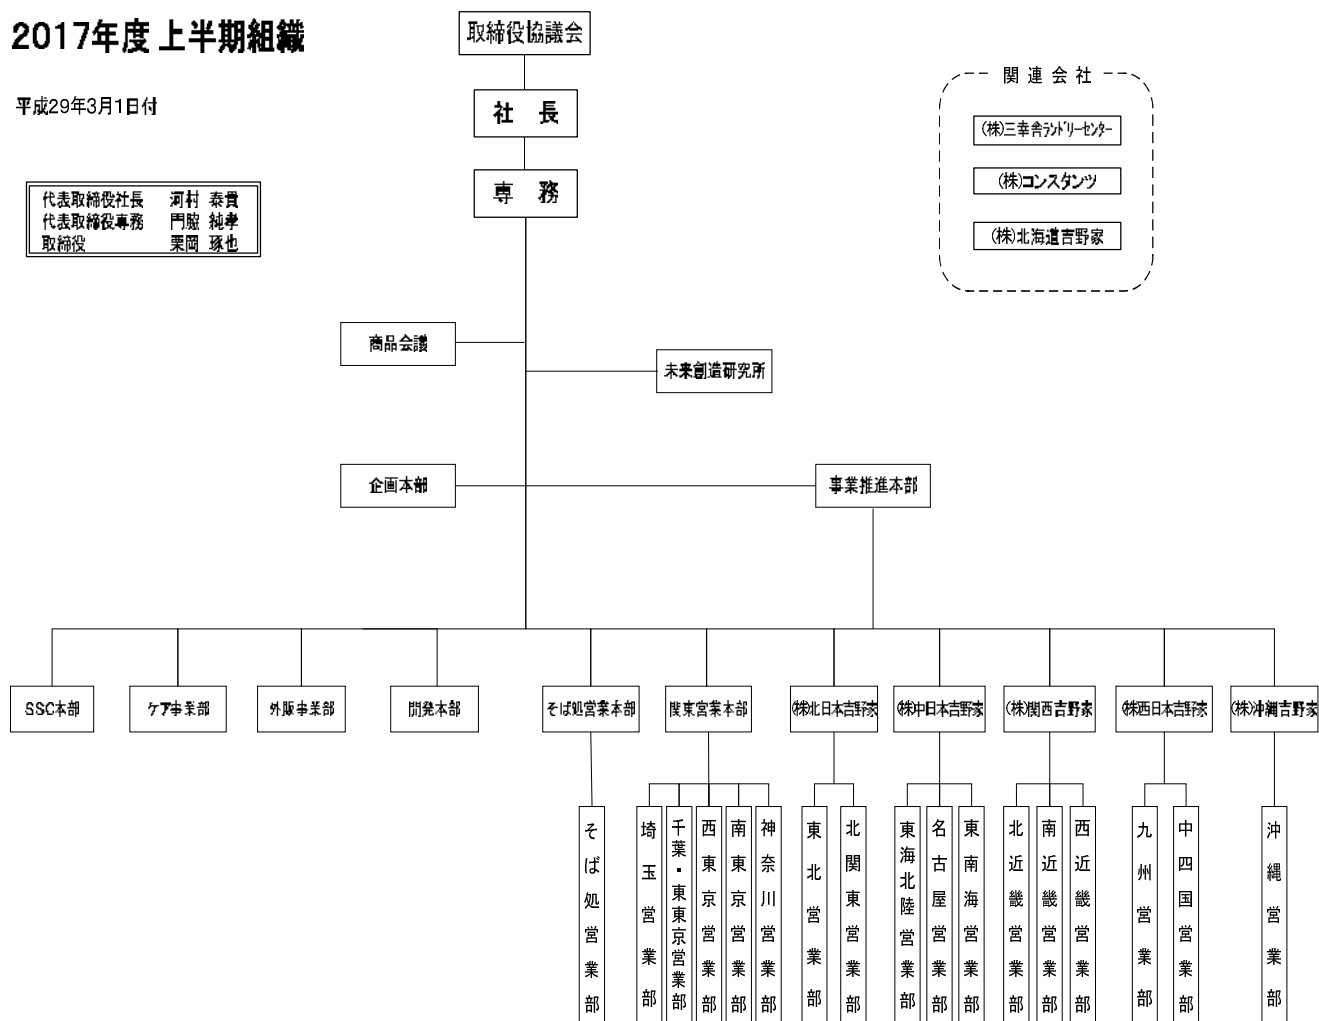 2017年度 上半期組織
平成29年3月1日付
代表取締役社長 河村 泰貴
代表取締役専務 門脇 純孝
取締役 栗岡 琢也
取締役協議会
社 長
専 務
関 連 会 社
(株)三幸舎ランドリーセンター
(株)コンスタンツ
(株)北海道吉野家
商品会議
未来創造研究所
企画本部
事業推進本部
SSC本部
ケア事業部
外販事業部
開発本部
そば処営業本部
関東営業本部
(株)北日本吉野家
(株)中日本吉野家
(株)関西吉野家
(株)西日本吉野家
(株)沖縄吉野家
そば処営業部
埼玉営業部
千葉・東東京営業部
西東京営業部
南東京営業部
神奈川営業部
東北営業部
北関東営業部
東海北陸営業部
名古屋営業部
東南海営業部
北近畿営業部
南近畿営業部
西近畿営業部
九州営業部
中四国営業部
沖縄営業部